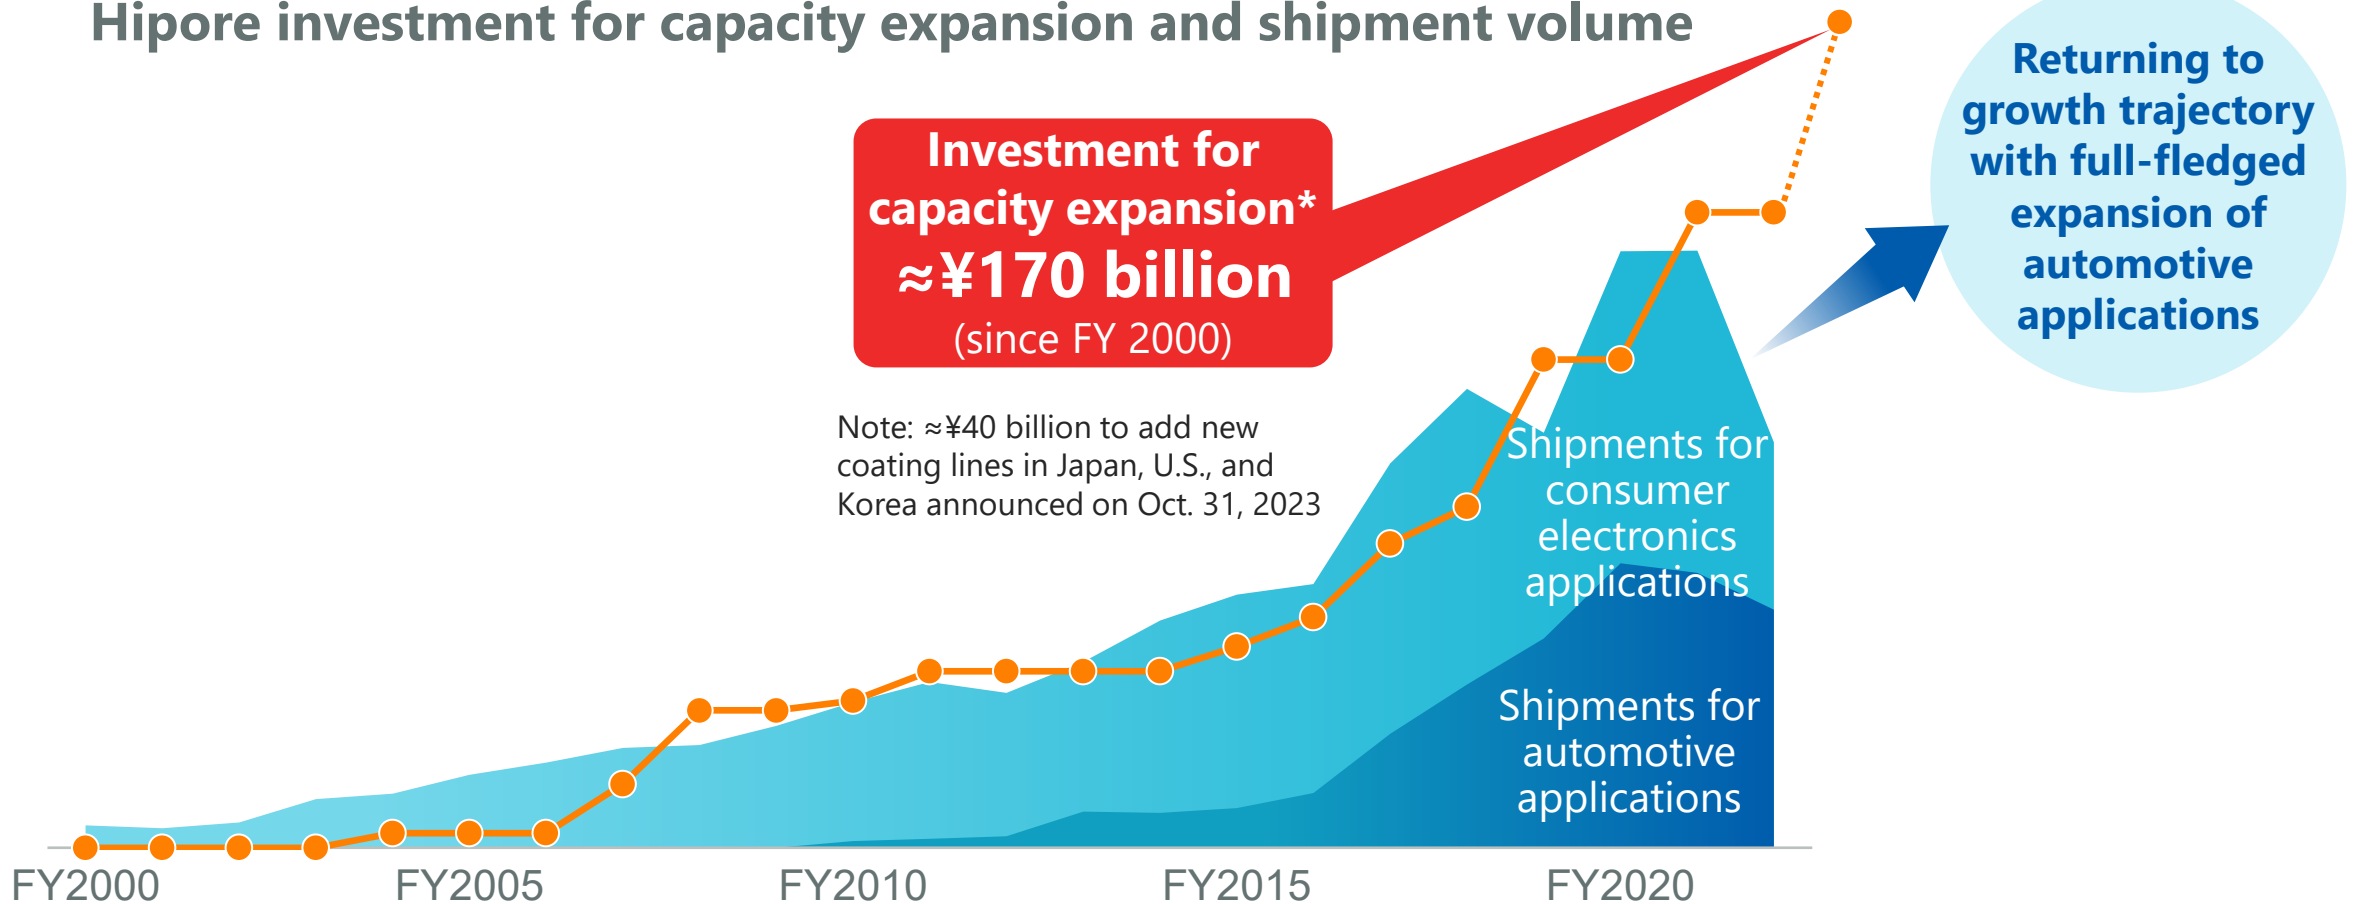 Hipore investment for capacity expansion and shipment volume
Returning to
growth trajectory
with full-fledged
expansion of
automotive
applications
Investment for
capacity expansion*
≈¥170 billion
(since FY 2000)
Note: ≈¥40 billion to add new
coating lines in Japan, U.S., and
Korea announced on Oct. 31, 2023
Shipments for
consumer
electronics
applications
Shipments for
automotive
applications
FY2000
FY2005
FY2010
FY2015
FY2020